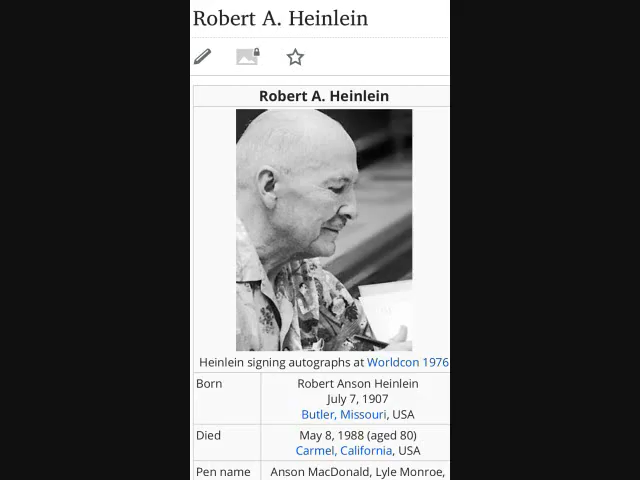 Robert A. Heinlein
Robert A. Heinlein
Heinlein signing autographs at Worldcon 1976
Born
Robert Anson Heinlein
July 7, 1907
Butler, Missouri, USA
Died
May 8, 1988 (aged 80)
Carmel, California, USA
Pen name
Anson MacDonald, Lyle Monroe,